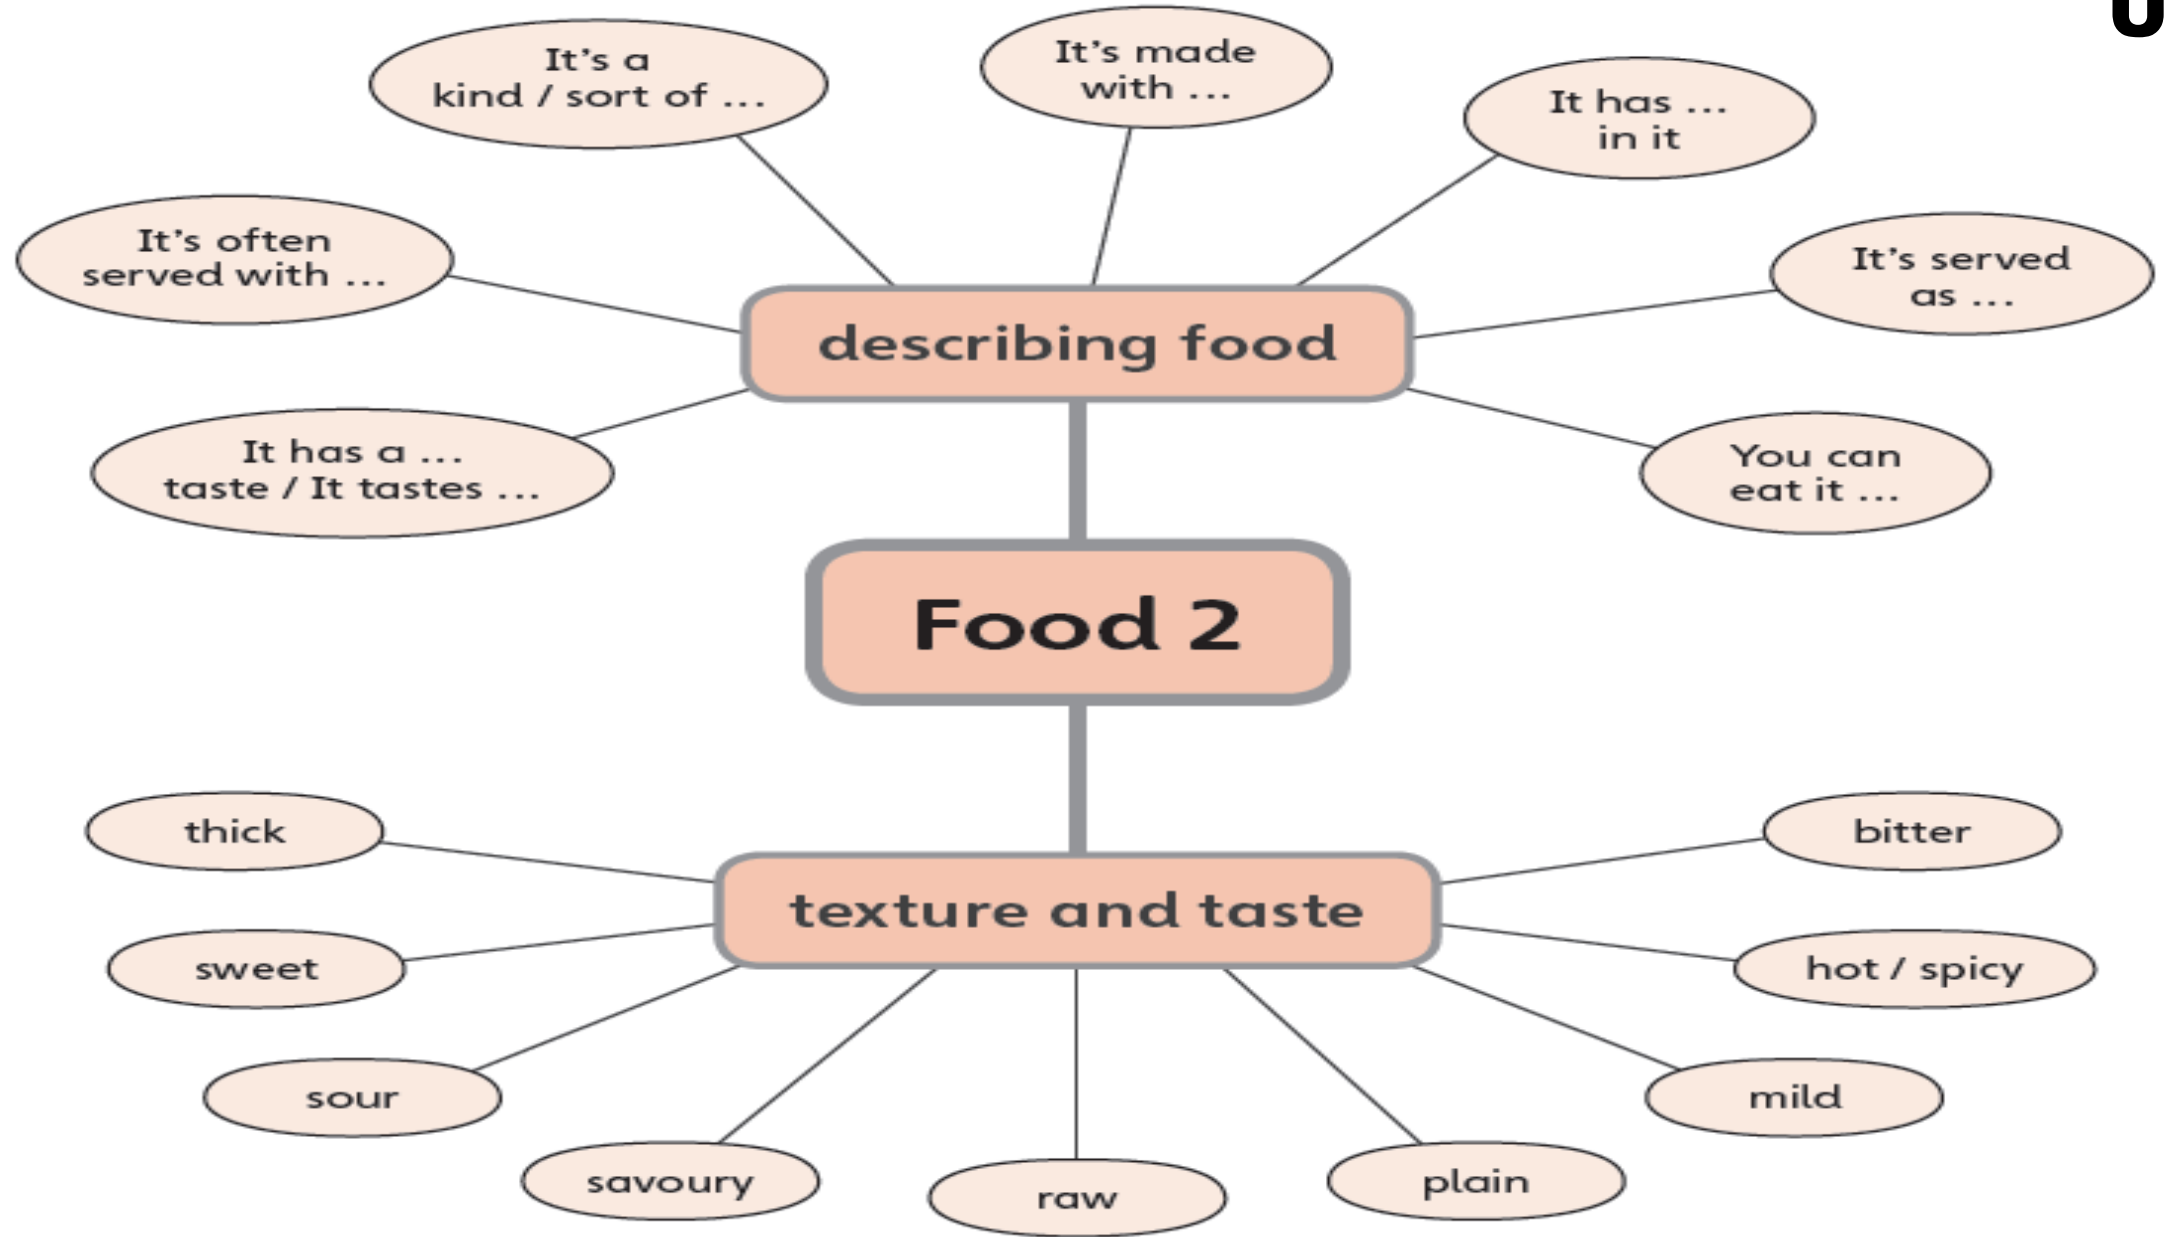 It's a
kind / sort of ...
It's made
with ...
It has ...
in it
It's often
served with ...
It's served
as ...
describing food
It has a ...
taste / It tastes ...
You can
eat it ...
Food 2
thick
bitter
texture and taste
sweet
hot / spicy
sour
mild
savoury
raw
plain